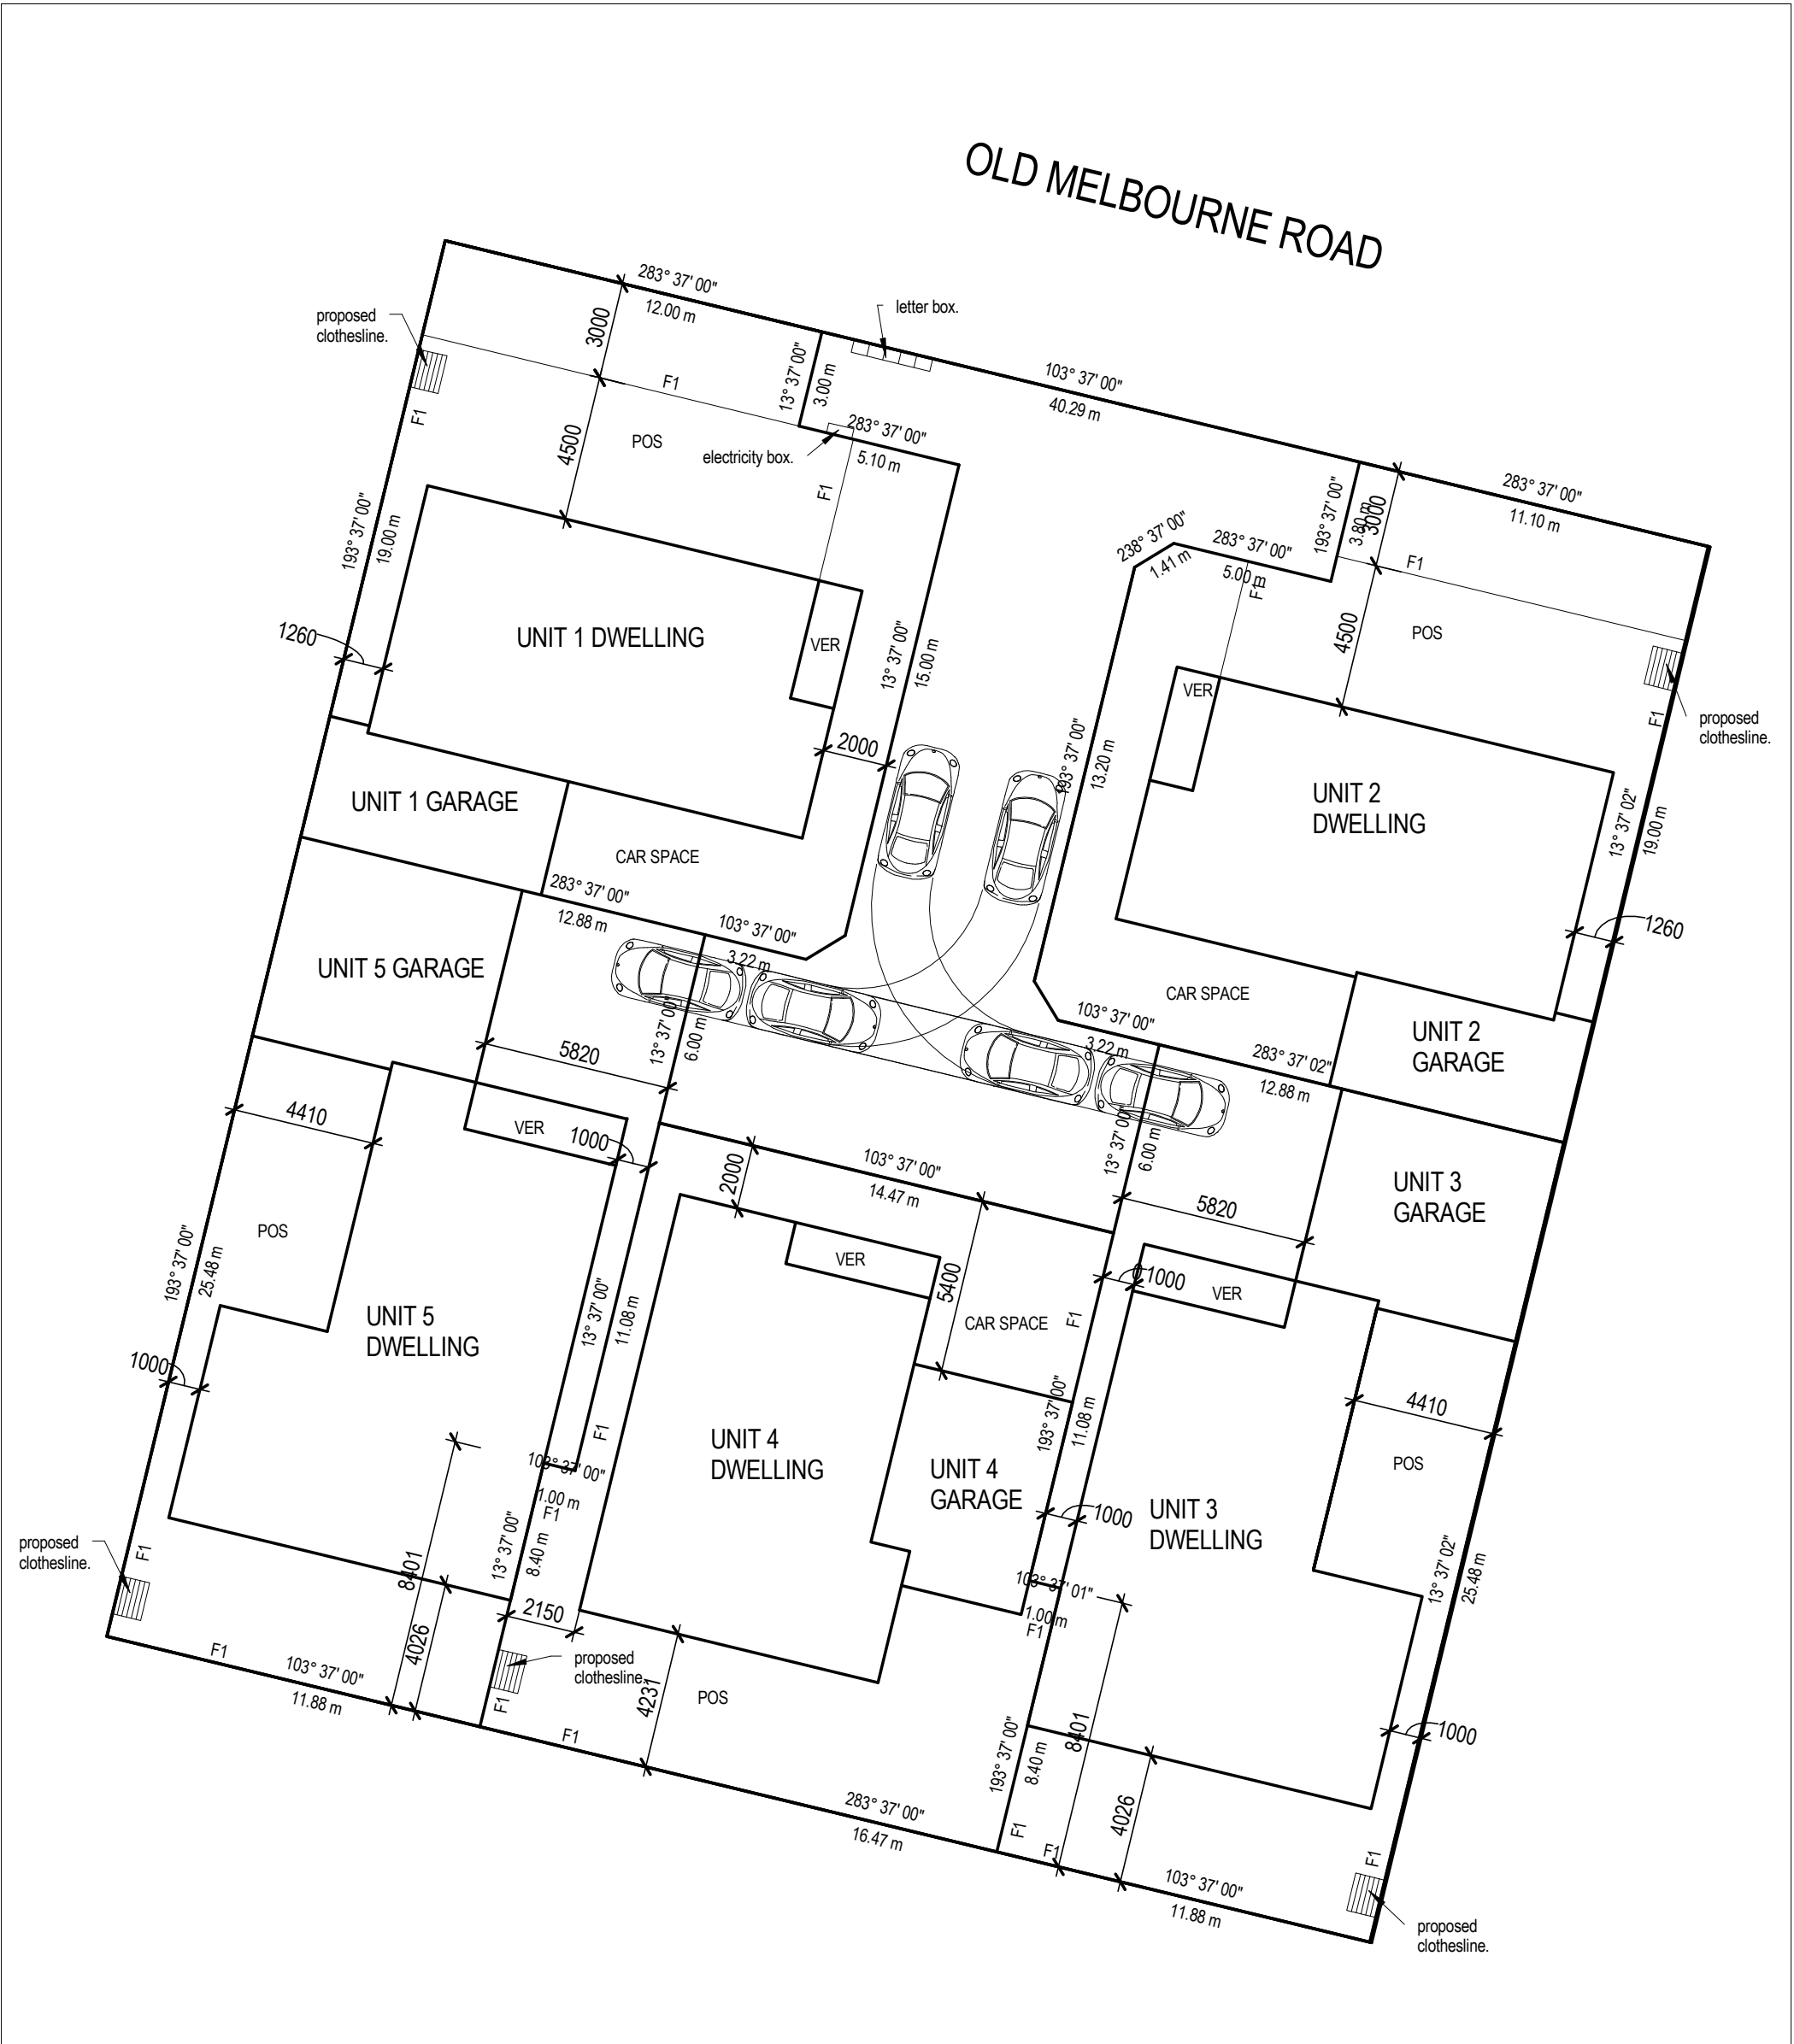 OLD MELBOURNE ROAD
283° 37' 00"
12.00 m
letter box.
proposed
clothesline.
3000
13° 37' 00"
3.00 m
103° 37' 00"
40.29 m
F1
F1
283° 37' 00"
5.10 m
electricity box.
POS
4500
F1
193° 37' 00"
3.80 m
3000
283° 37' 00"
11.10 m
238° 37' 00"
1.41 m
283° 37' 00"
5.00 m
F1
F1
POS
4500
193° 37' 00"
19.00 m
1260
UNIT 1 DWELLING
VER
13° 37' 00"
15.00 m
2000
VER
F1
proposed
clothesline.
193° 37' 00"
13.20 m
UNIT 2
DWELLING
13° 37' 02"
19.00 m
1260
UNIT 1 GARAGE
CAR SPACE
283° 37' 00"
12.88 m
103° 37' 00"
3.22 m
UNIT 5 GARAGE
CAR SPACE
103° 37' 00"
3.22 m
283° 37' 02"
12.88 m
UNIT 2
GARAGE
13° 37' 00"
6.00 m
5820
4410
VER
1000
2000
103° 37' 00"
14.47 m
13° 37' 00"
6.00 m
5820
UNIT 3
GARAGE
POS
193° 37' 00"
25.48 m
VER
5400
0
1000
VER
CAR SPACE
F1
UNIT 5
DWELLING
13° 37' 00"
11.08 m
1000
193° 37' 00"
11.08 m
4410
POS
F1
UNIT 4
DWELLING
UNIT 4
GARAGE
103° 37' 00"
1.00 m
F1
1000
UNIT 3
DWELLING
proposed
clothesline.
F1
8401
13° 37' 00"
8.40 m
4026
2150
103° 37' 01"
1.00 m
F1
13° 37' 02"
25.48 m
F1
103° 37' 00"
11.88 m
proposed
clothesline.
F1
4231
POS
F1
193° 37' 00"
8.40 m
8401
1000
283° 37' 00"
16.47 m
F1
F1
4026
F1
103° 37' 00"
11.88 m
proposed
clothesline.